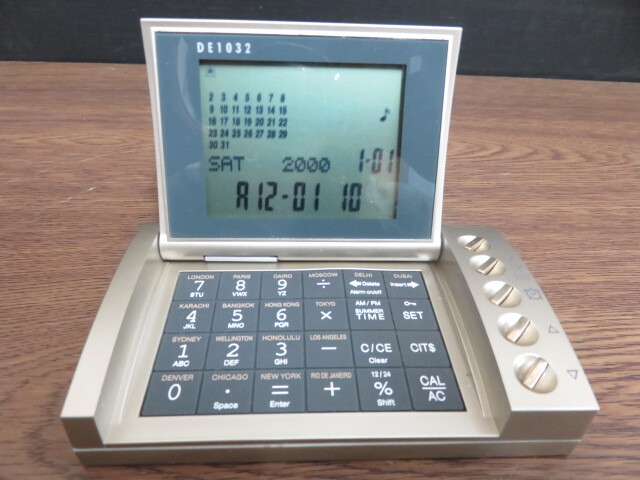 DE1032
2 3 4 5 6 7 8
9 10 11 12 13 14 15
16 17 18 19 20 21 22
23 24 25 26 27 28 29
30 31
SAT 2000 1-01
A12-01 10
LONDON PARIS CAIRO MOSCOW DELHI DUBAI
7 8 9 ÷ Delete Insert
STU VWX YZ Alarm on/off
KARACHI BANGKOK HONG KONG TOKYO AM / PM
4 5 6 × SUMMER TIME SET
JKL MNO PQR
SYDNEY WELLINGTON HONOLULU LOS ANGELES
1 2 3 − C/CE CIT$
ABC DEF GHI Clear
DENVER CHICAGO NEW YORK RIO DE JANEIRO 12 / 24
0 . = + % CAL/AC
Space Enter Shift